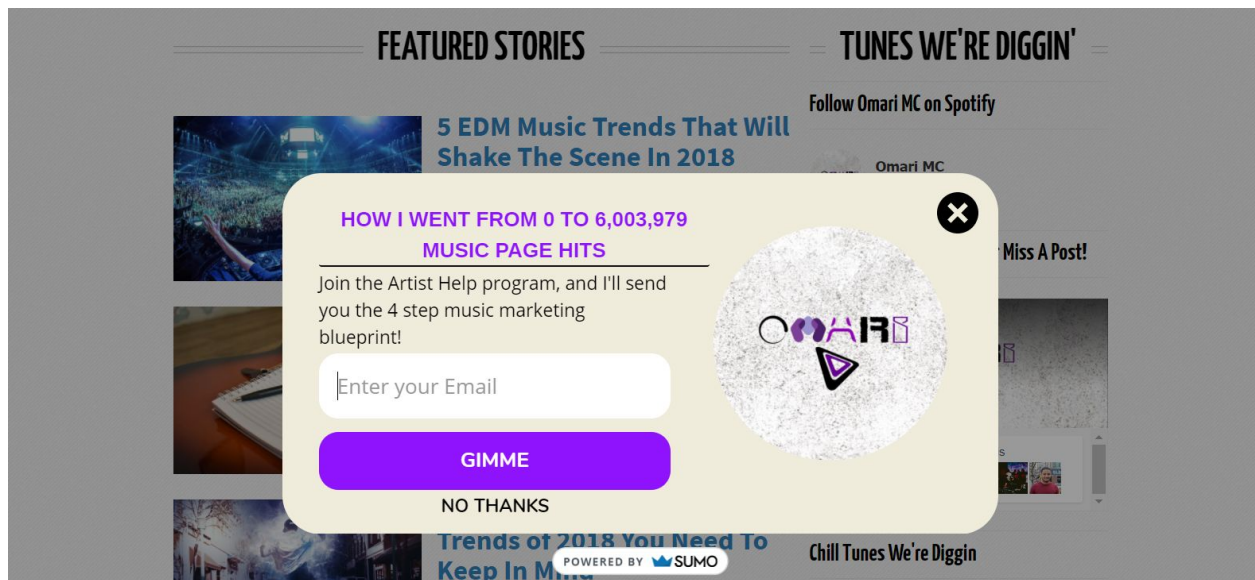 FEATURED STORIES
TUNES WE'RE DIGGIN'
Follow Omari MC on Spotify
5 EDM Music Trends That Will
Shake The Scene In 2018
Omari MC
HOW I WENT FROM 0 TO 6,003,979
MUSIC PAGE HITS
Join the Artist Help program, and I'll send
you the 4 step music marketing
blueprint!
Enter your Email
GIMME
NO THANKS
OMARI
Miss A Post!
Trends of 2018 You Need To
Keep In Mind
Chill Tunes We're Diggin
POWERED BY SUMO